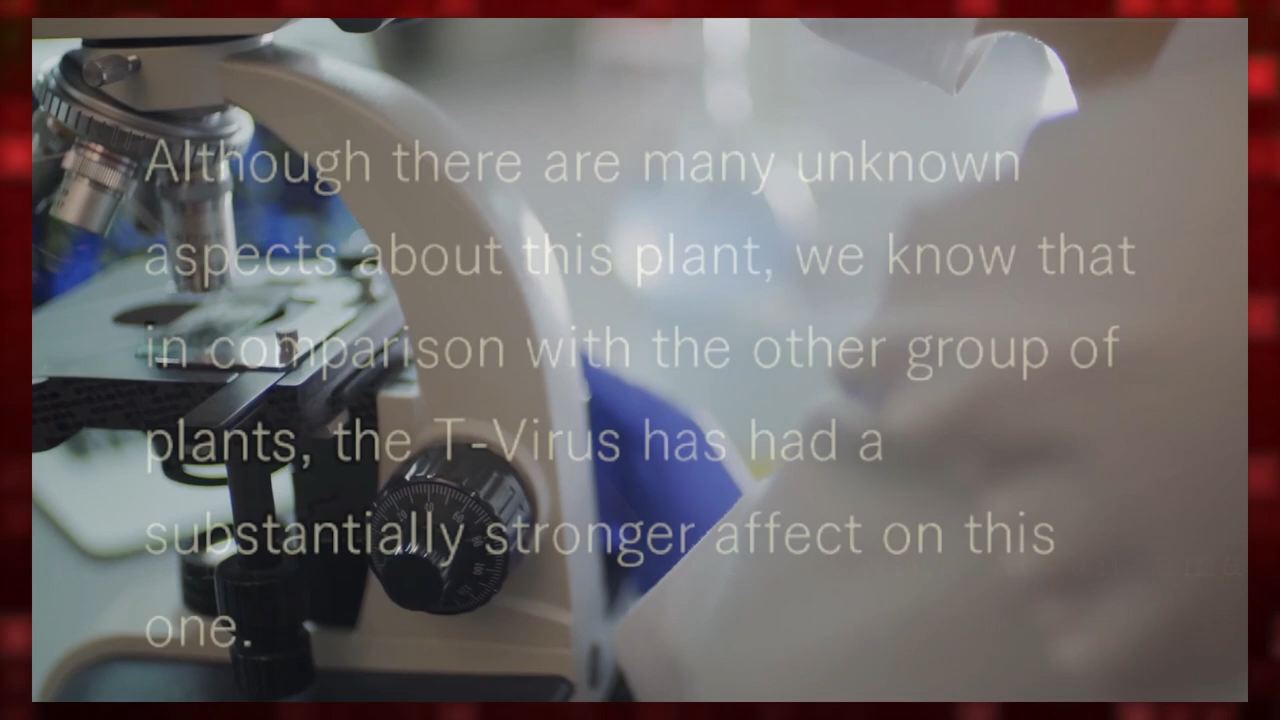 Although there are many unknown
aspects about this plant, we know that
in comparison with the other group of
plants, the T-Virus has had a
substantially stronger affect on this
one.